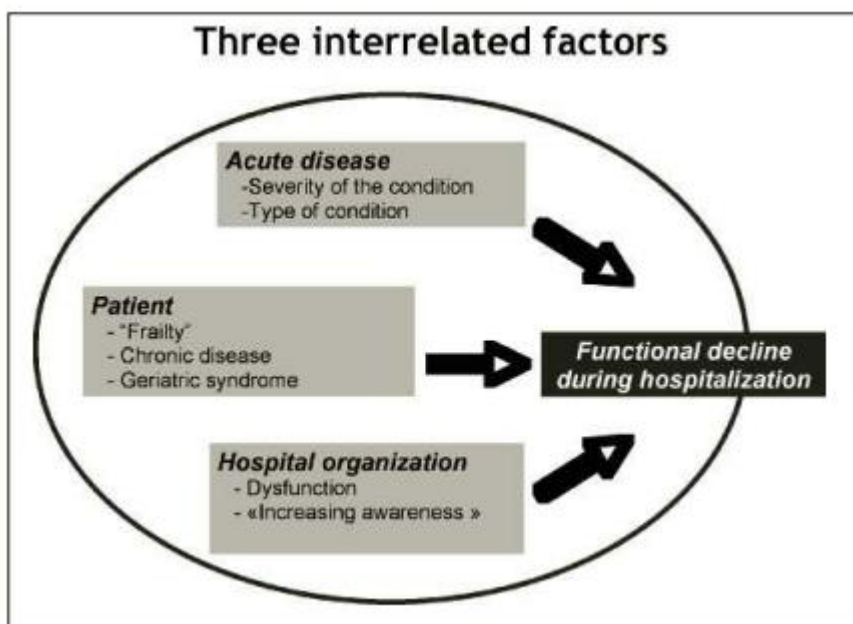 Three interrelated factors
Acute disease
-Severity of the condition
-Type of condition
Patient
- "Frailty"
- Chronic disease
- Geriatric syndrome
Functional decline
during hospitalization
Hospital organization
- Dysfunction
- «Increasing awareness »